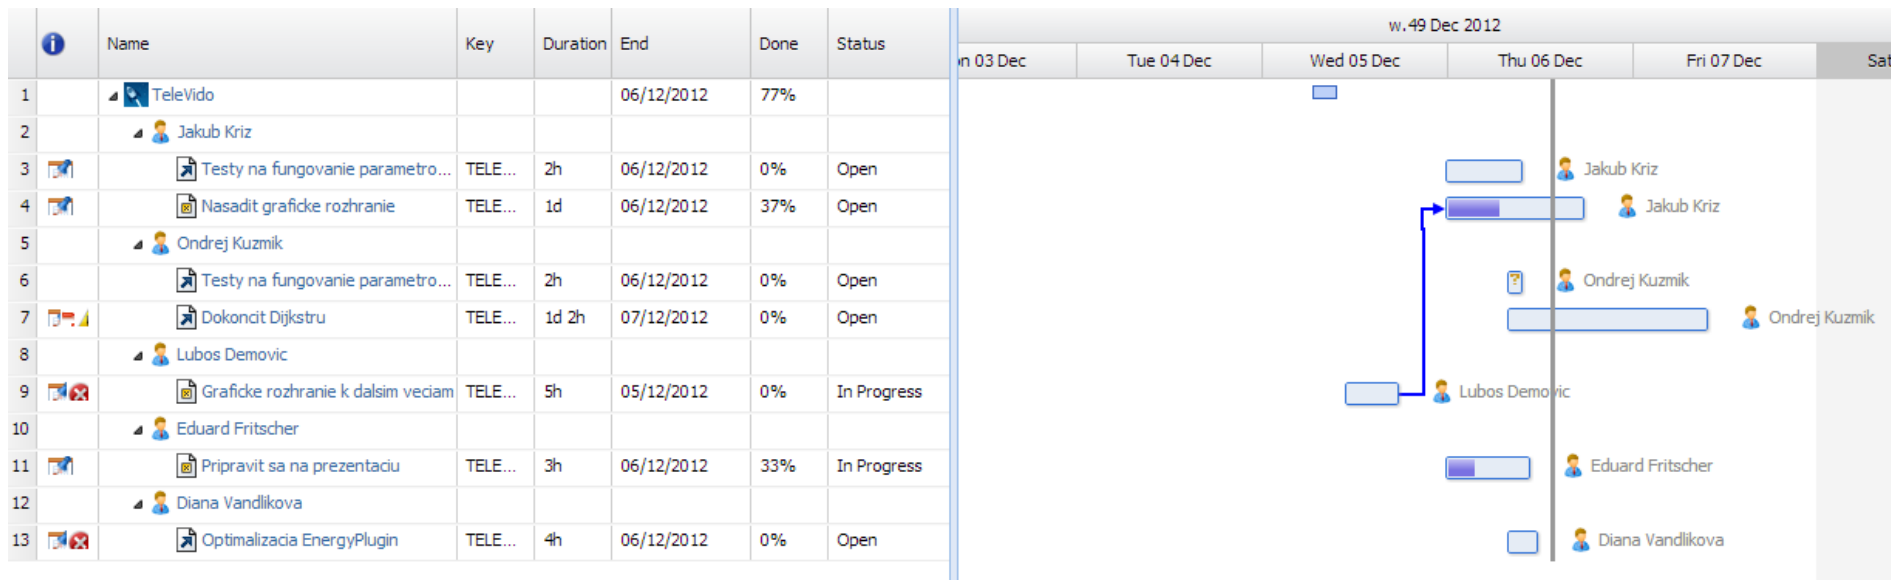 w.49 Dec 2012
Name Key Duration End Done Status
n 03 Dec Tue 04 Dec Wed 05 Dec Thu 06 Dec Fri 07 Dec Sat
1 TeleVido 06/12/2012 77%
2 Jakub Kriz
3 Testy na fungovanie parametro... TELE... 2h 06/12/2012 0% Open Jakub Kriz
4 Nasadit graficke rozhranie TELE... 1d 06/12/2012 37% Open Jakub Kriz
5 Ondrej Kuzmik
6 Testy na fungovanie parametro... TELE... 2h 06/12/2012 0% Open ? Ondrej Kuzmik
7 Dokoncit Dijkstru TELE... 1d 2h 07/12/2012 0% Open Ondrej Kuzmik
8 Lubos Demovic
9 Graficke rozhranie k dalsim veciam TELE... 5h 05/12/2012 0% In Progress Lubos Demovic
10 Eduard Fritscher
11 Pripravit sa na prezentaciu TELE... 3h 06/12/2012 33% In Progress Eduard Fritscher
12 Diana Vandlikova
13 Optimalizacia EnergyPlugin TELE... 4h 06/12/2012 0% Open Diana Vandlikova